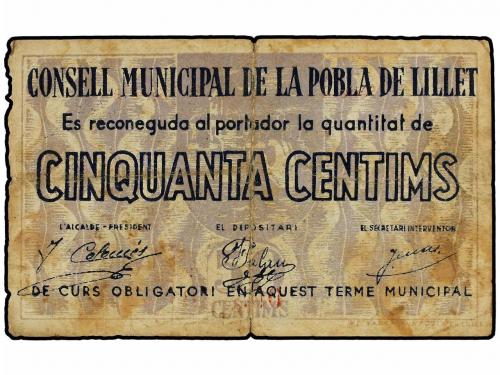 CONSELL MUNICIPAL DE LA POBLA DE LILLET
Es reconeguda al portador la quantitat de
CINQUANTA CENTIMS
L'ALCALDE-PRESIDENT EL DIPOSITARI EL SECRETARI INTERVENTOR
DE CURS OBLIGATORI EN AQUEST TERME MUNICIPAL
CENTIMS